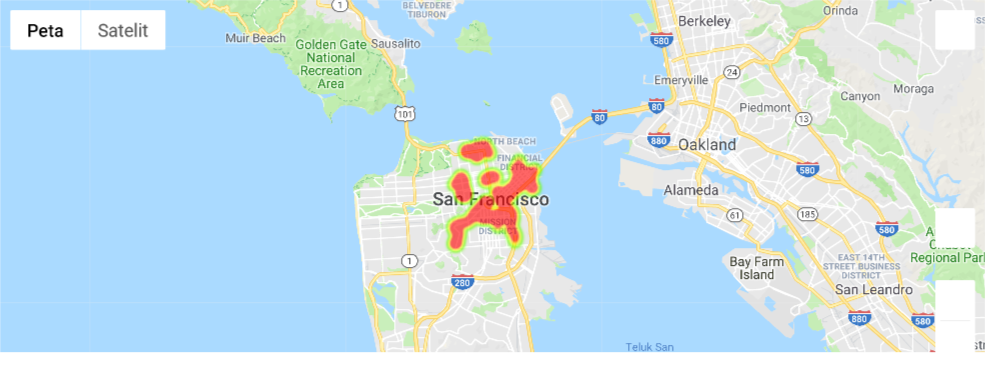 Peta
Satelit
1
BELVEDERE
TIBURON
Muir Beach
Golden Gate
National
Recreation
Area
Sausalito
101
Berkeley
Orinda
580
24
Emeryville
Canyon
Moraga
80
80
Piedmont
13
880
Oakland
580
NORTH BEACH
FINANCIAL
DISTRICT
San Francisco
MISSION
DISTRICT
Alameda
61
185
580
1
280
Bay Farm
Island
EAST 14TH
STREET BUSINESS
DISTRICT
San Leandro
Regional Par
880
580
Teluk San